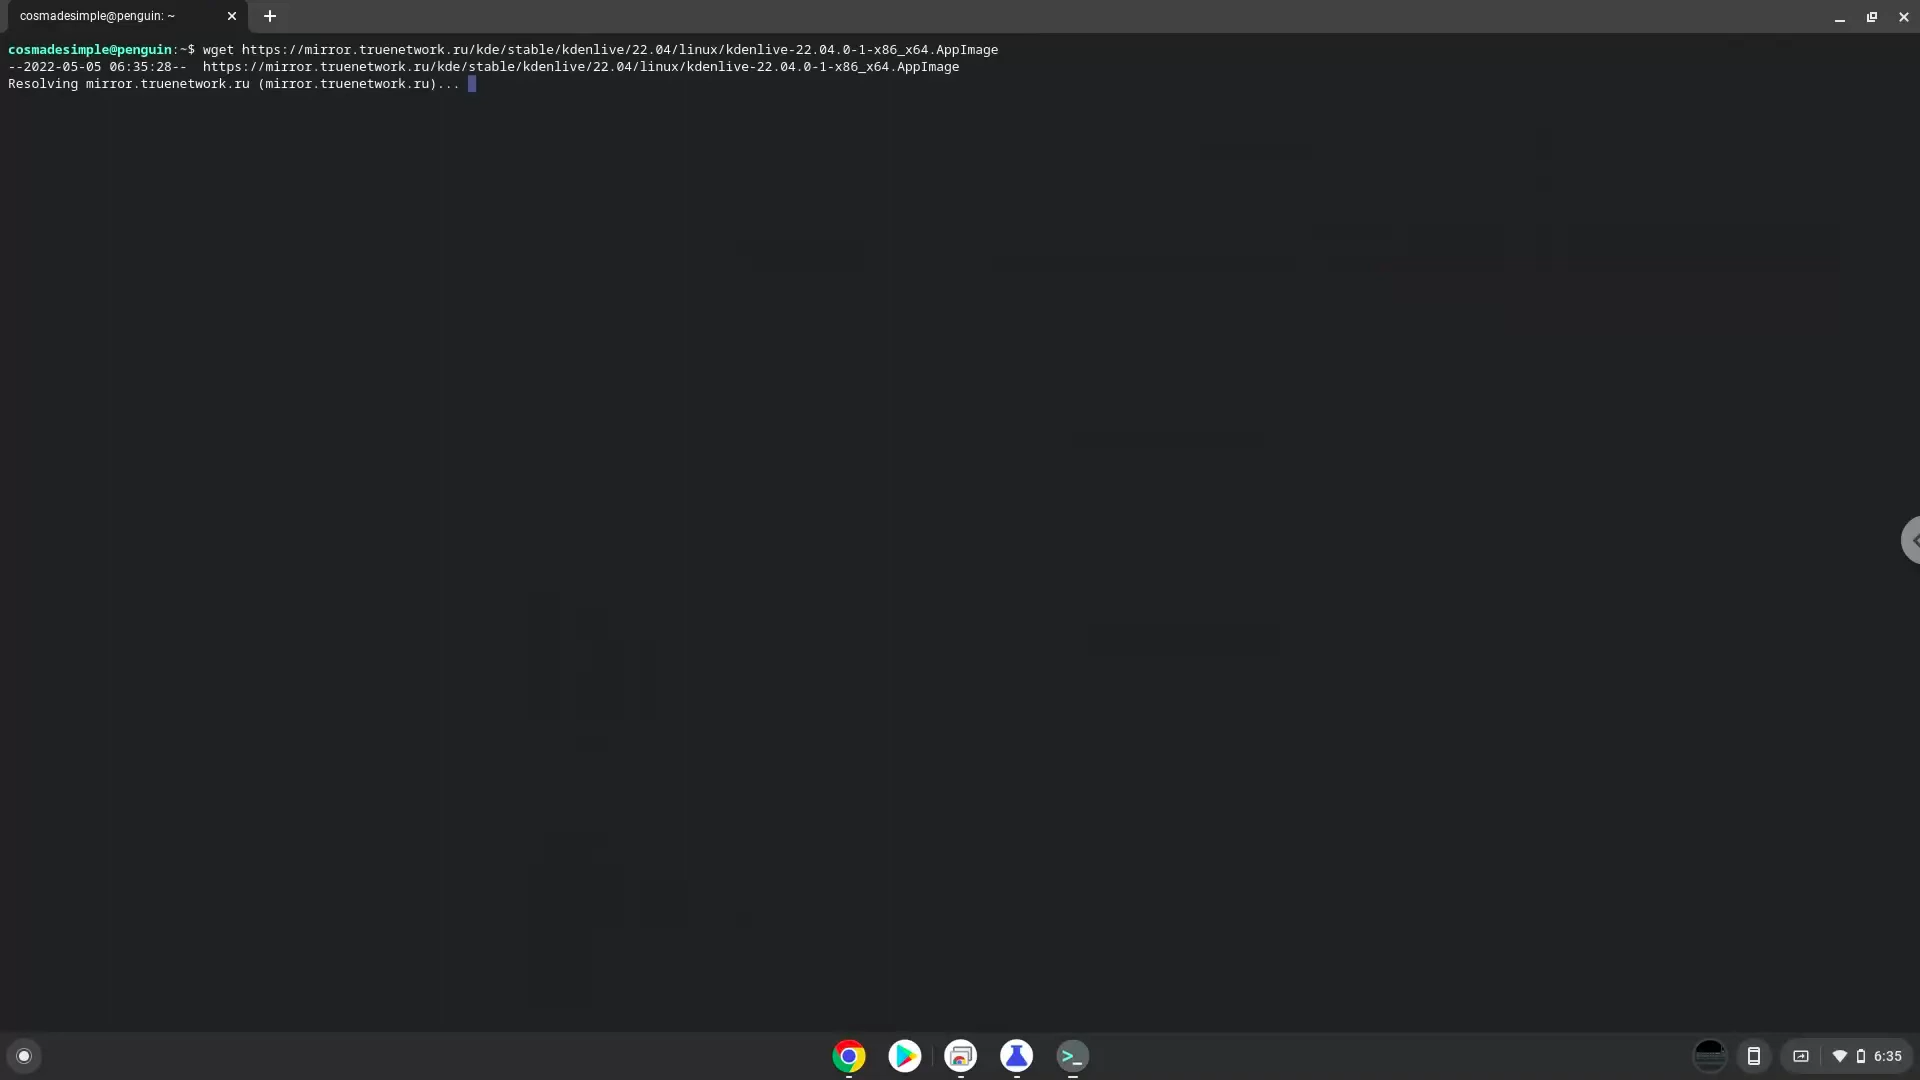 cosmadesimple@penguin: ~
cosmadesimple@penguin:~$ wget https://mirror.truenetwork.ru/kde/stable/kdenlive/22.04/linux/kdenlive-22.04.0-1-x86_x64.AppImage
--2022-05-05 06:35:28--  https://mirror.truenetwork.ru/kde/stable/kdenlive/22.04/linux/kdenlive-22.04.0-1-x86_x64.AppImage
Resolving mirror.truenetwork.ru (mirror.truenetwork.ru)...
6:35